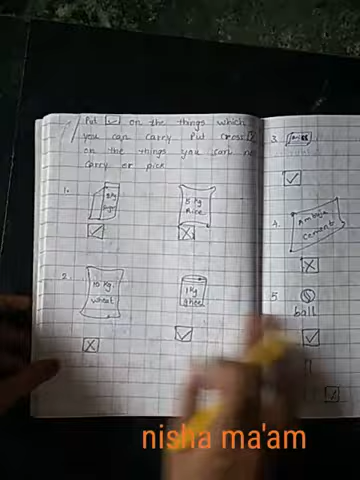 1) Put ✓ on the things which
you can carry Put cross ☒
on the things you can not
carry or pick
1.
5 kg
Rice
2.
10 kg.
wheat
1 kg
ghee
3.
4.
Ambuja
cement
5
ball
nisha ma'am